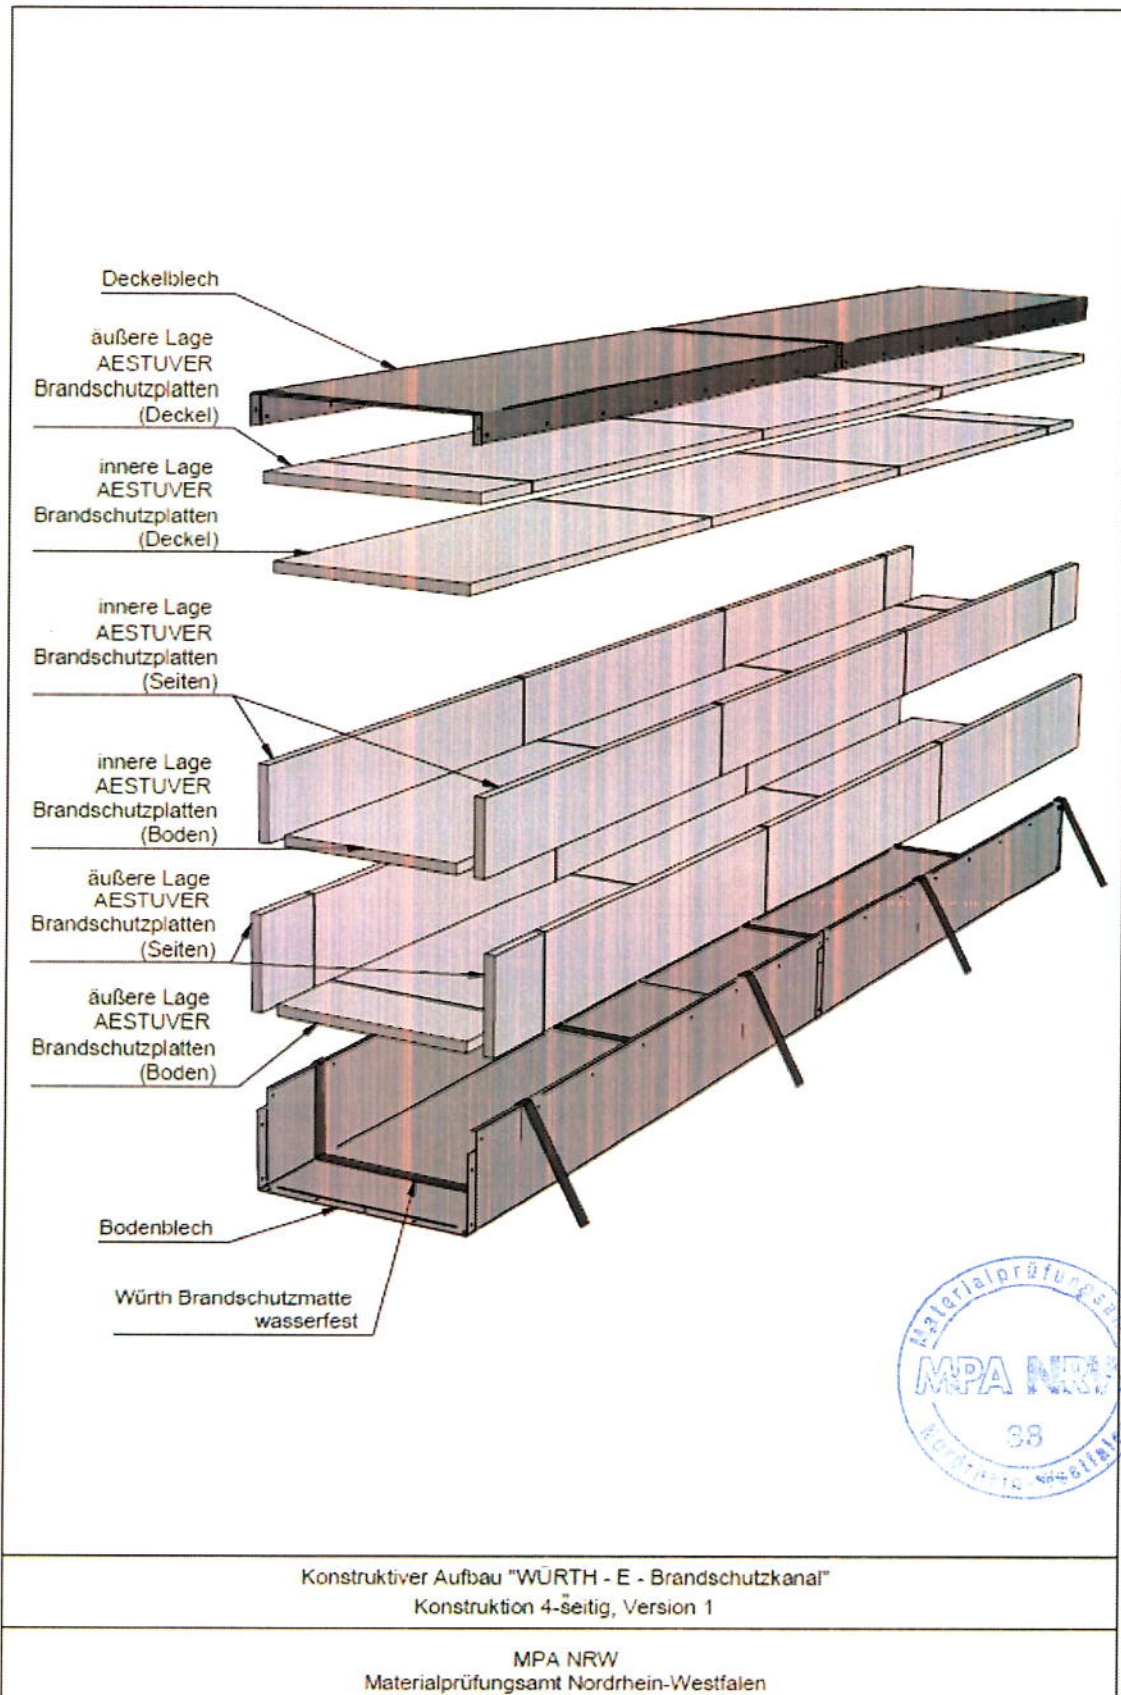 Deckelblech
äußere Lage
AESTUVER
Brandschutzplatten
(Deckel)
innere Lage
AESTUVER
Brandschutzplatten
(Deckel)
innere Lage
AESTUVER
Brandschutzplatten
(Seiten)
innere Lage
AESTUVER
Brandschutzplatten
(Boden)
äußere Lage
AESTUVER
Brandschutzplatten
(Seiten)
äußere Lage
AESTUVER
Brandschutzplatten
(Boden)
Bodenblech
Würth Brandschutzmatte
wasserfest
MPA NRW
38
Konstruktiver Aufbau "WÜRTH - E - Brandschutzkanal"
Konstruktion 4-seitig, Version 1
MPA NRW
Materialprüfungsamt Nordrhein-Westfalen